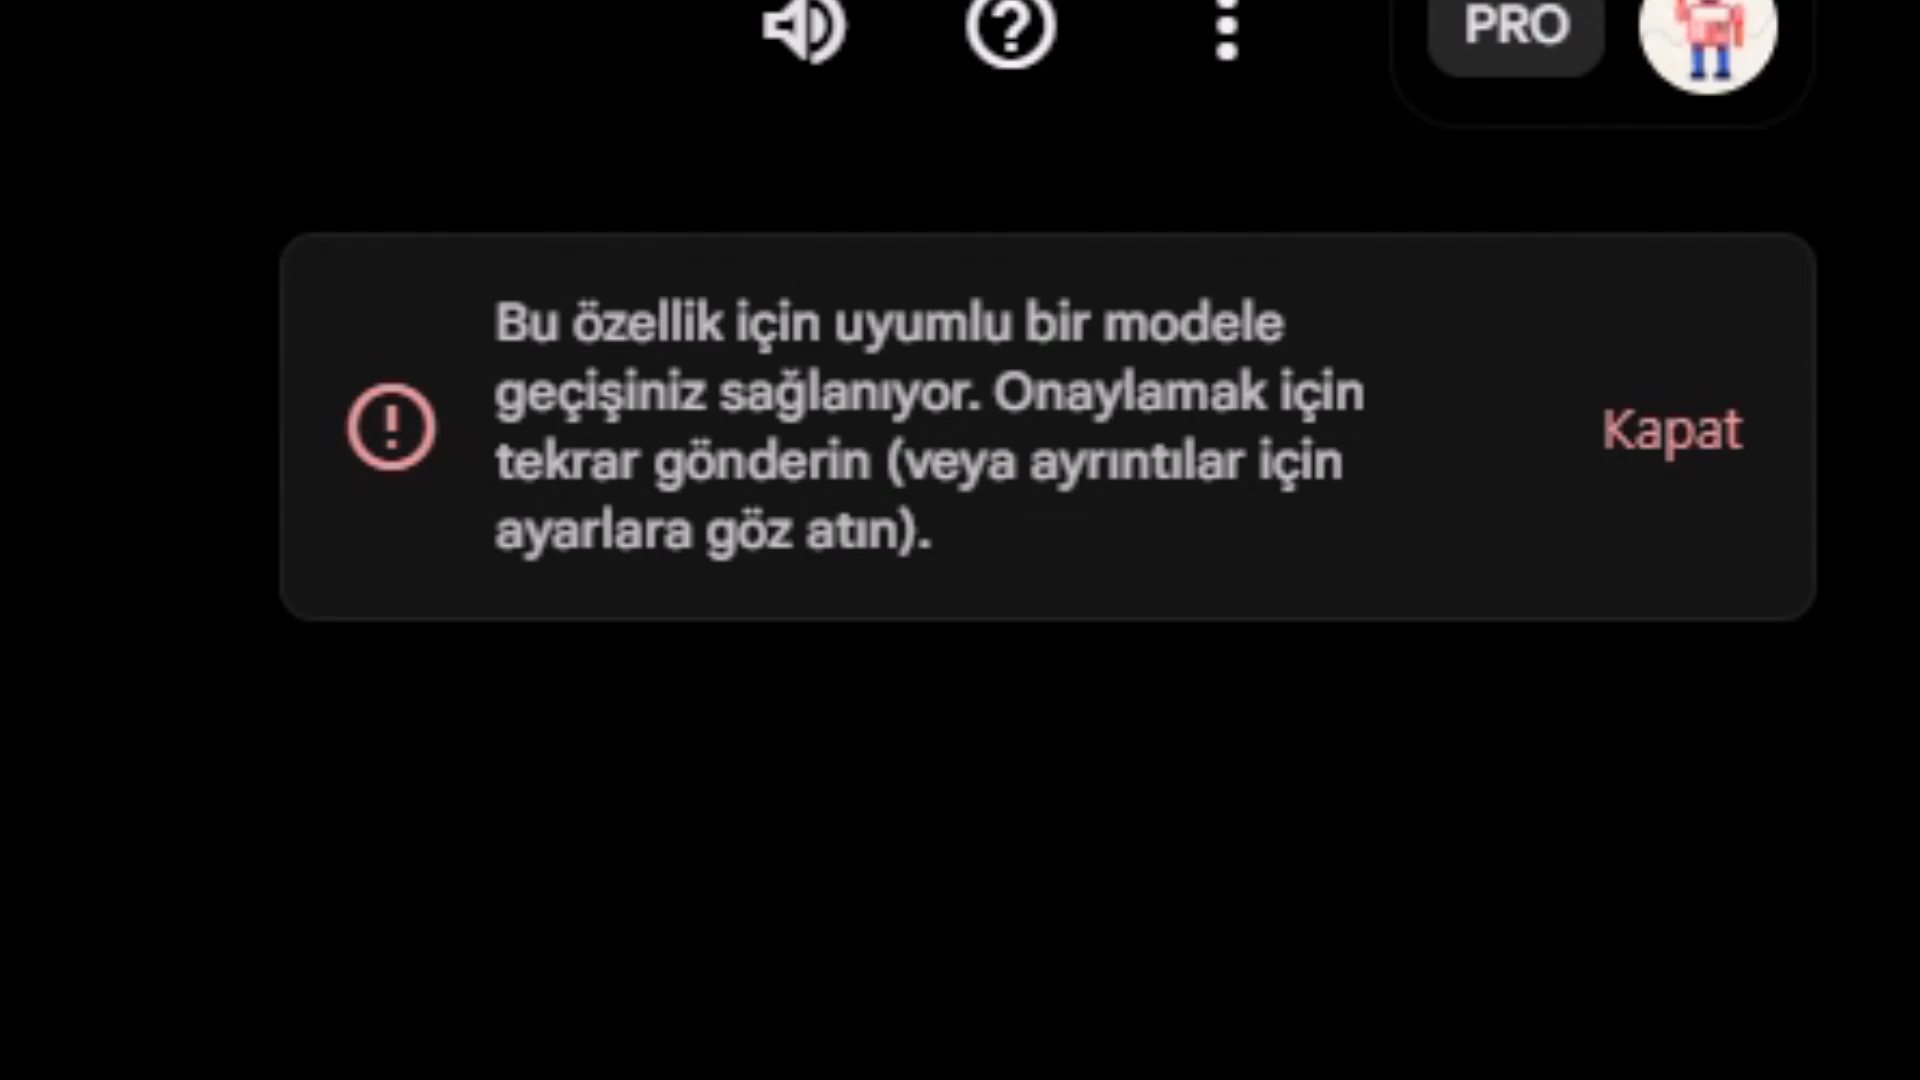 PRO
Bu özellik için uyumlu bir modele
geçişiniz sağlanıyor. Onaylamak için
tekrar gönderin (veya ayrıntılar için
ayarlara göz atın).
Kapat